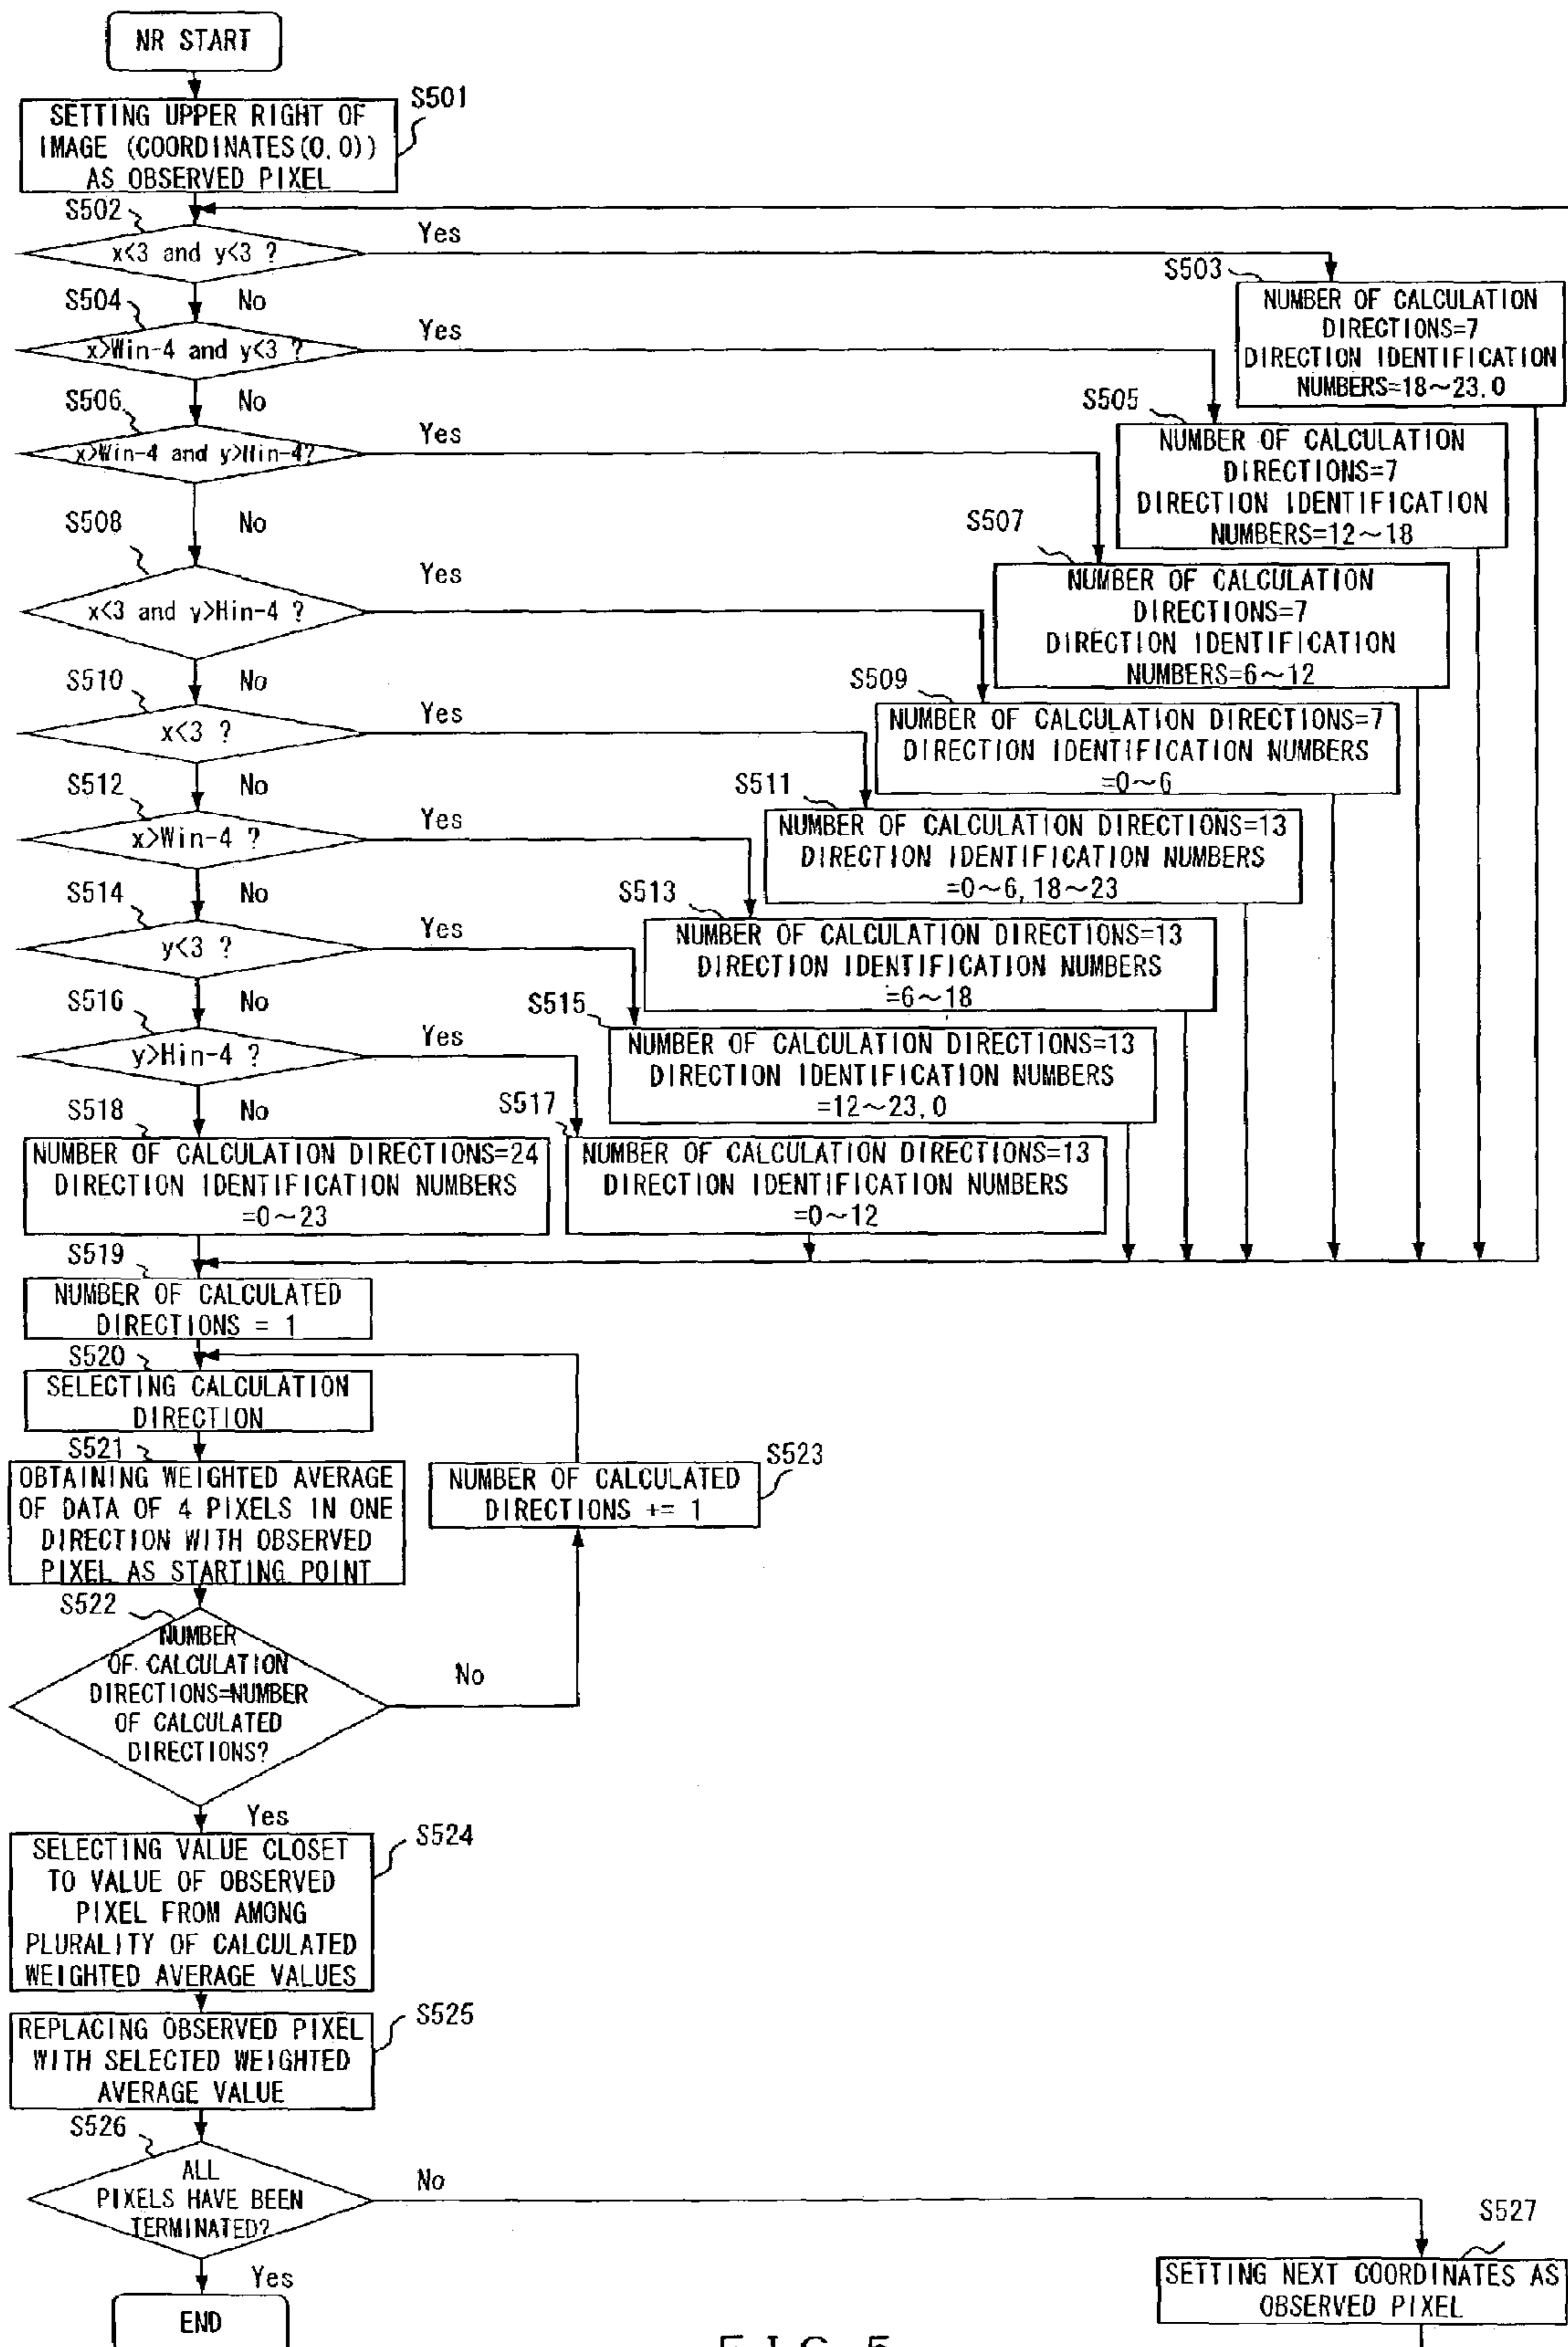 NR START
S501
SETTING UPPER RIGHT OF
IMAGE (COORDINATES(0,0))
AS OBSERVED PIXEL
S502
x<3 and y<3 ?
Yes
No
S503
NUMBER OF CALCULATION
DIRECTIONS=7
DIRECTION IDENTIFICATION
NUMBERS=18~23,0
S504
x>Win-4 and y<3 ?
Yes
No
S505
NUMBER OF CALCULATION
DIRECTIONS=7
DIRECTION IDENTIFICATION
NUMBERS=12~18
S506
x>Win-4 and y>Hin-4?
Yes
No
S507
NUMBER OF CALCULATION
DIRECTIONS=7
DIRECTION IDENTIFICATION
NUMBERS=6~12
S508
x<3 and y>Hin-4 ?
Yes
No
S509
NUMBER OF CALCULATION DIRECTIONS=7
DIRECTION IDENTIFICATION NUMBERS
=0~6
S510
x<3 ?
Yes
No
S511
NUMBER OF CALCULATION DIRECTIONS=13
DIRECTION IDENTIFICATION NUMBERS
=0~6,18~23
S512
x>Win-4 ?
Yes
No
S513
NUMBER OF CALCULATION DIRECTIONS=13
DIRECTION IDENTIFICATION NUMBERS
=6~18
S514
y<3 ?
Yes
No
S515
NUMBER OF CALCULATION DIRECTIONS=13
DIRECTION IDENTIFICATION NUMBERS
=12~23,0
S516
y>Hin-4 ?
Yes
No
S517
NUMBER OF CALCULATION DIRECTIONS=13
DIRECTION IDENTIFICATION NUMBERS
=0~12
S518
NUMBER OF CALCULATION DIRECTIONS=24
DIRECTION IDENTIFICATION NUMBERS
=0~23
S519
NUMBER OF CALCULATED
DIRECTIONS = 1
S520
SELECTING CALCULATION
DIRECTION
S521
OBTAINING WEIGHTED AVERAGE
OF DATA OF 4 PIXELS IN ONE
DIRECTION WITH OBSERVED
PIXEL AS STARTING POINT
S523
NUMBER OF CALCULATED
DIRECTIONS += 1
S522
NUMBER
OF CALCULATION
DIRECTIONS=NUMBER
OF CALCULATED
DIRECTIONS?
No
Yes
S524
SELECTING VALUE CLOSET
TO VALUE OF OBSERVED
PIXEL FROM AMONG
PLURALITY OF CALCULATED
WEIGHTED AVERAGE VALUES
S525
REPLACING OBSERVED PIXEL
WITH SELECTED WEIGHTED
AVERAGE VALUE
S526
ALL
PIXELS HAVE BEEN
TERMINATED?
No
Yes
S527
SETTING NEXT COORDINATES AS
OBSERVED PIXEL
END
FIG. 5